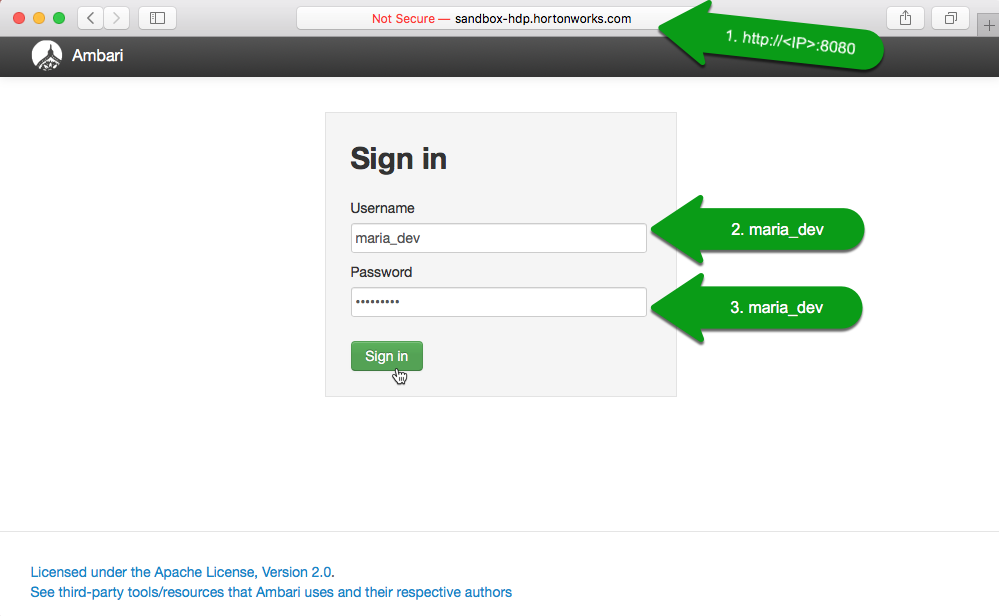 Not Secure — sandbox-hdp.hortonworks.com
1. http://<IP>:8080
Ambari
Sign in
Username
maria_dev
2. maria_dev
Password
•••••••••
3. maria_dev
Sign in
Licensed under the Apache License, Version 2.0.
See third-party tools/resources that Ambari uses and their respective authors